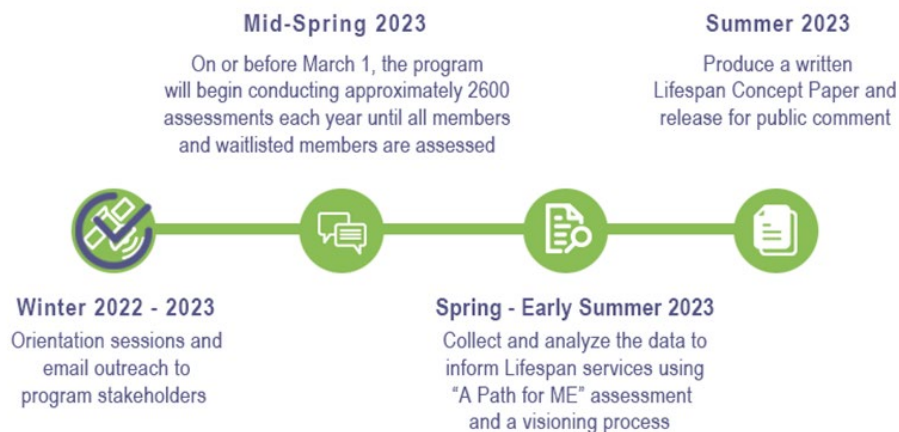 Mid-Spring 2023
On or before March 1, the program
will begin conducting approximately 2600
assessments each year until all members
and waitlisted members are assessed
Summer 2023
Produce a written
Lifespan Concept Paper and
release for public comment
Winter 2022 - 2023
Orientation sessions and
email outreach to
program stakeholders
Spring - Early Summer 2023
Collect and analyze the data to
inform Lifespan services using
“A Path for ME” assessment
and a visioning process